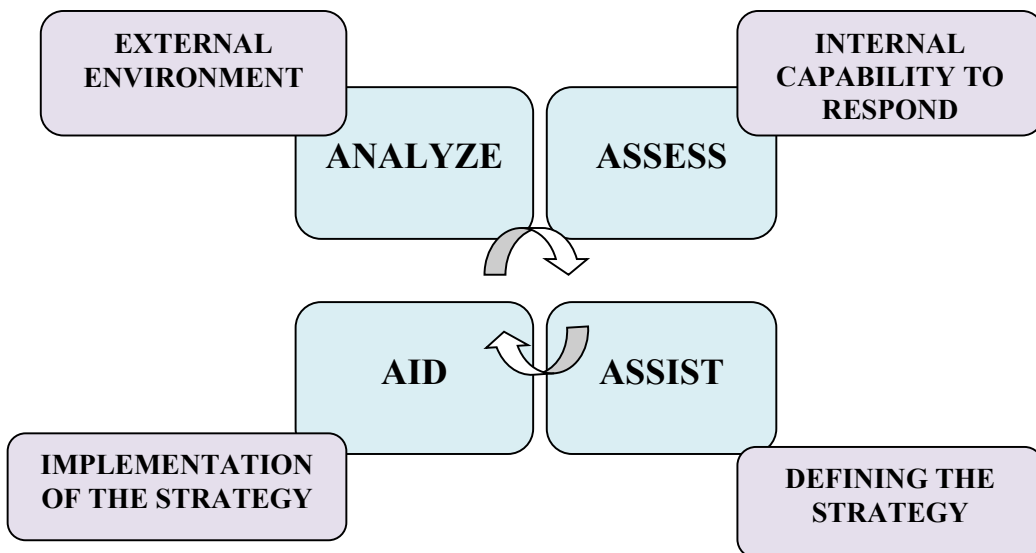 EXTERNAL
ENVIRONMENT
INTERNAL
CAPABILITY TO
RESPOND
ANALYZE
ASSESS
AID
ASSIST
IMPLEMENTATION
OF THE STRATEGY
DEFINING THE
STRATEGY